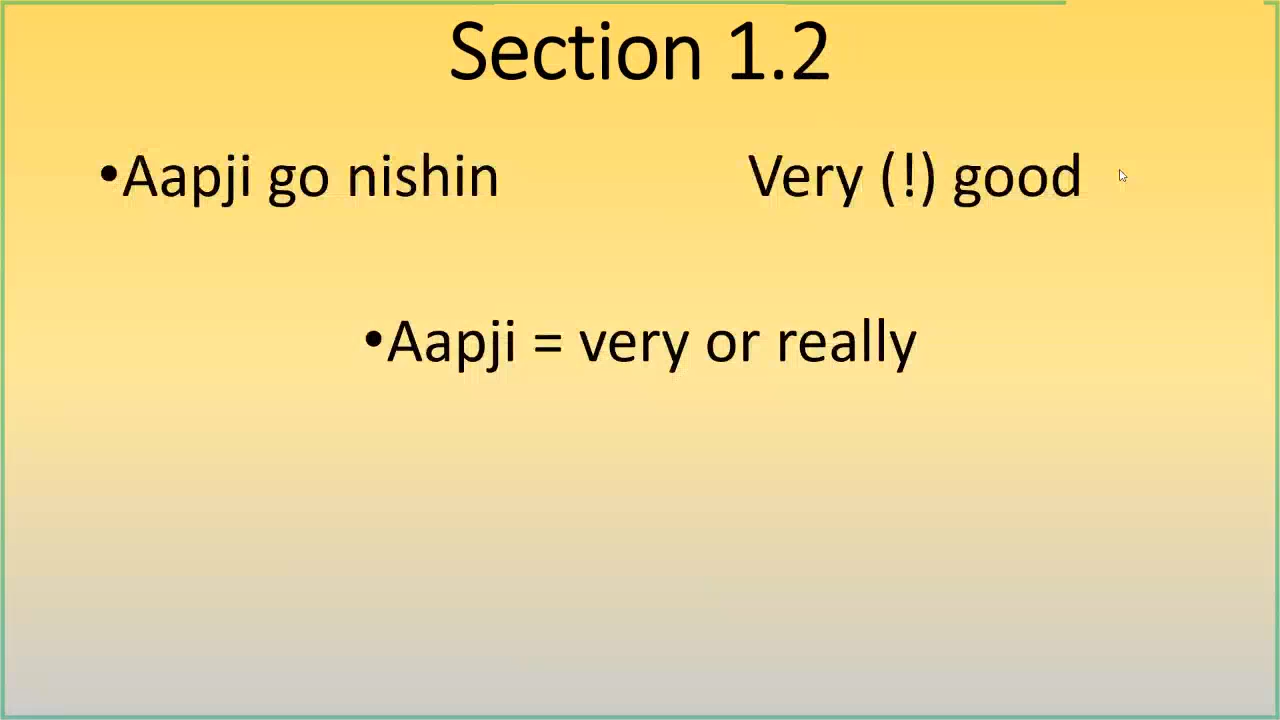 Section 1.2
•Aapji go nishin Very (!) good
•Aapji = very or really